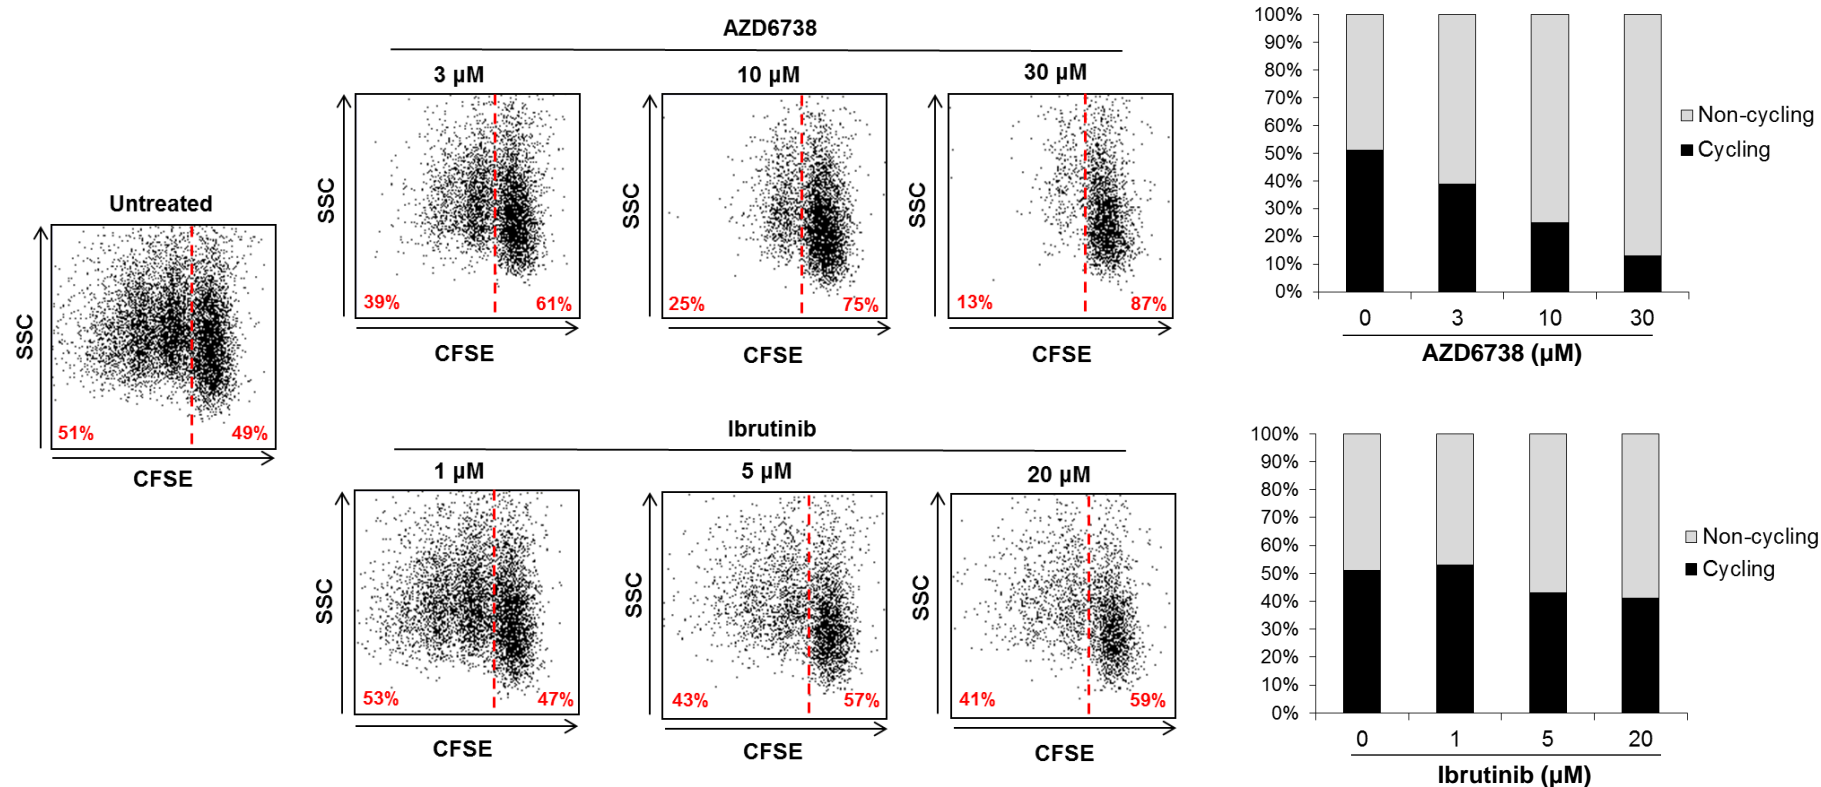 Untreated
SSC
51%
49%
CFSE
AZD6738
3 µM
10 µM
30 µM
SSC
39%
61%
CFSE
SSC
25%
75%
CFSE
SSC
13%
87%
CFSE
Ibrutinib
1 µM
5 µM
20 µM
SSC
53%
47%
CFSE
SSC
43%
57%
CFSE
SSC
41%
59%
CFSE
100%
90%
80%
70%
60%
50%
40%
30%
20%
10%
0%
0 3 10 30
AZD6738 (µM)
Non-cycling
Cycling
100%
90%
80%
70%
60%
50%
40%
30%
20%
10%
0%
0 1 5 20
Ibrutinib (µM)
Non-cycling
Cycling